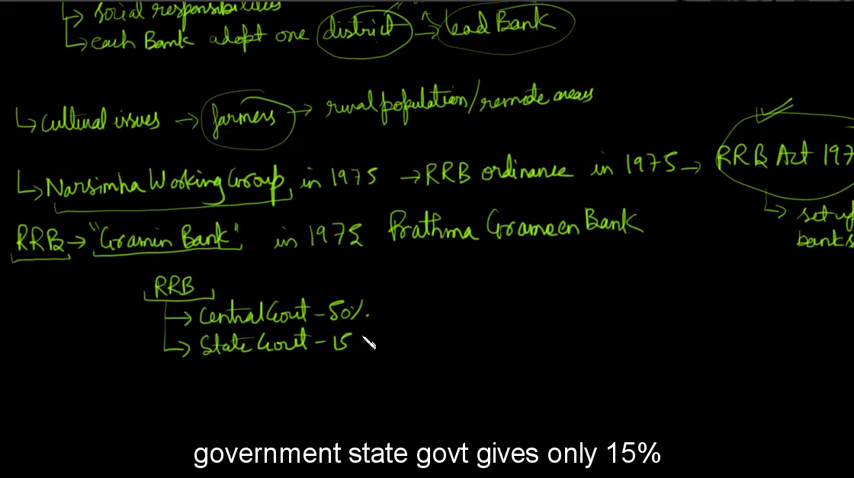 ↳ social responsibilities
↳ each Bank adopt one district → Lead Bank
↳ Cultural issues → farmers → rural population/remote areas
↳ Narsimha Working Group in 1975 → RRB ordinance in 1975 → RRB Act 197
↳ set up banks
RRB → "Gramin Bank" in 1975 Prathma Grameen Bank
RRB
→ Central Govt - 50%.
↳ State Govt - 15
government state govt gives only 15%